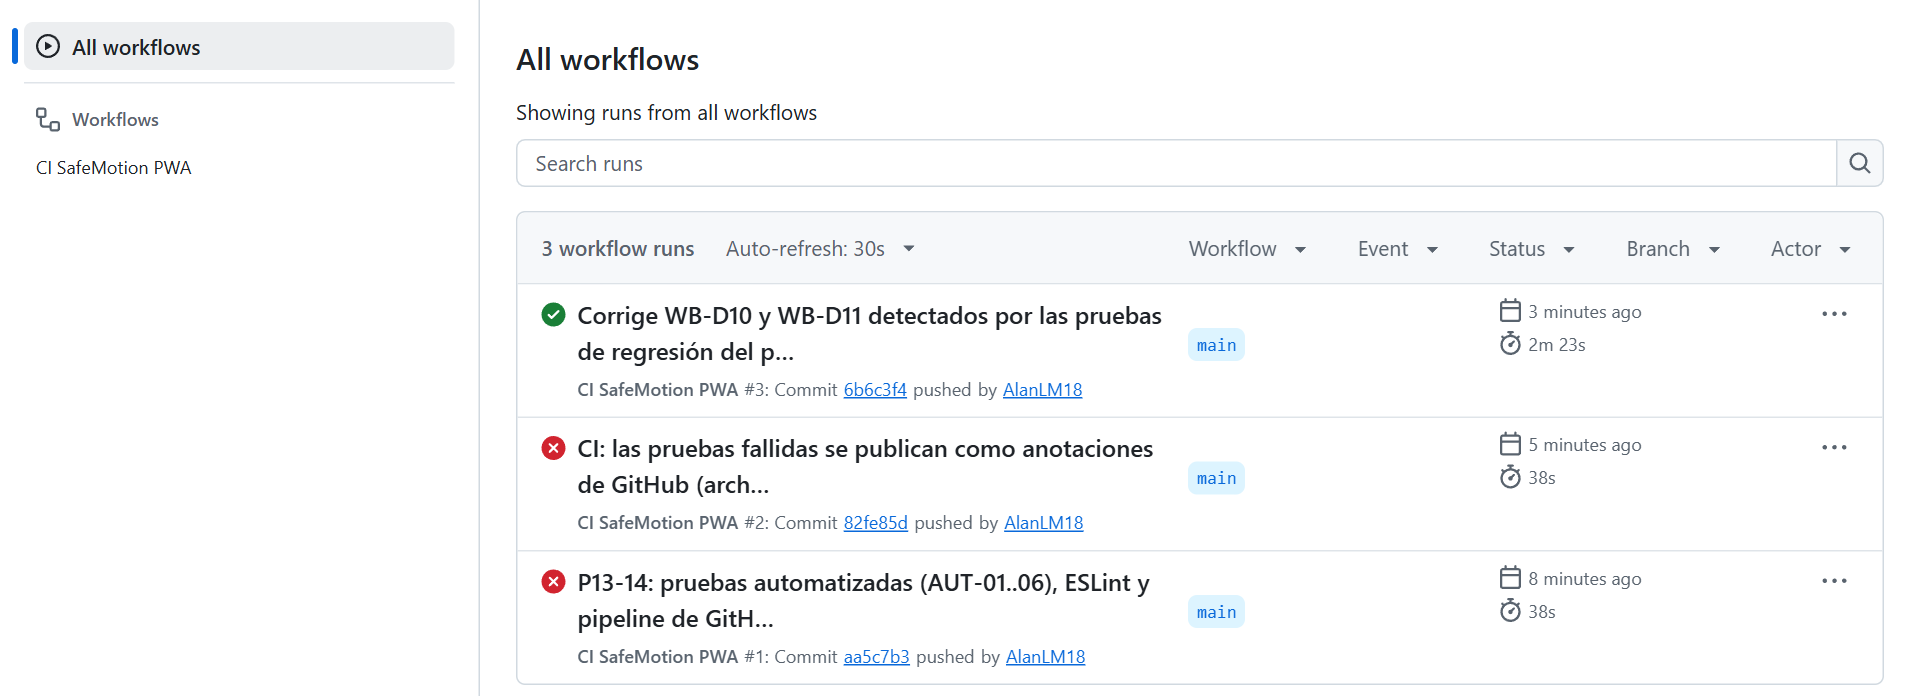 All workflows
Workflows
CI SafeMotion PWA
All workflows
Showing runs from all workflows
Search runs
3 workflow runs Auto-refresh: 30s Workflow Event Status Branch Actor
Corrige WB-D10 y WB-D11 detectados por las pruebas
de regresión del p...
CI SafeMotion PWA #3: Commit 6b6c3f4 pushed by AlanLM18
main
3 minutes ago
2m 23s
CI: las pruebas fallidas se publican como anotaciones
de GitHub (arch...
CI SafeMotion PWA #2: Commit 82fe85d pushed by AlanLM18
main
5 minutes ago
38s
P13-14: pruebas automatizadas (AUT-01..06), ESLint y
pipeline de GitH...
CI SafeMotion PWA #1: Commit aa5c7b3 pushed by AlanLM18
main
8 minutes ago
38s